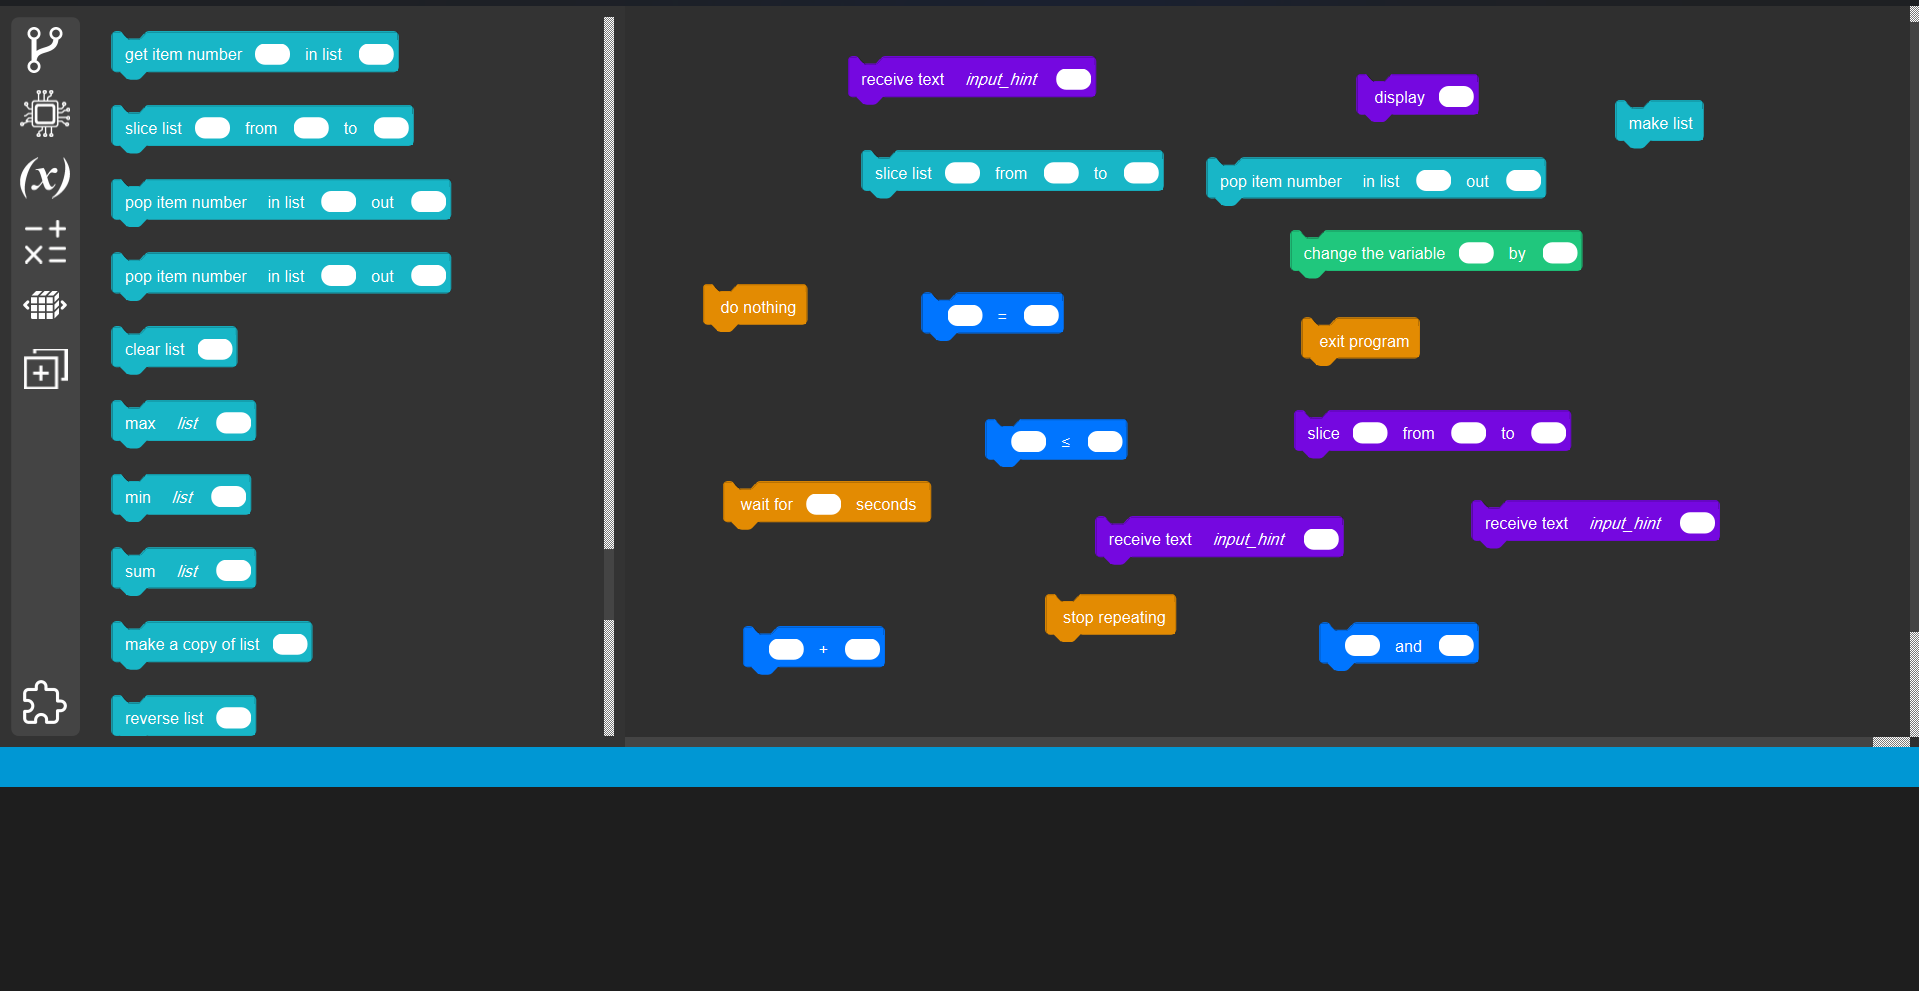 get item number in list
slice list from to
pop item number in list out
pop item number in list out
clear list
max list
min list
sum list
make a copy of list
reverse list
(x)
receive text input_hint
display
make list
slice list from to
pop item number in list out
change the variable by
do nothing
=
exit program
≤
slice from to
wait for seconds
receive text input_hint
receive text input_hint
stop repeating
+
and